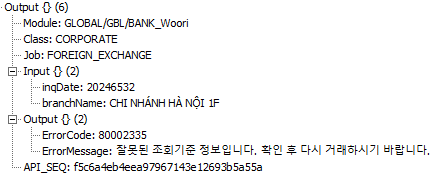 Output {} (6)
Module: GLOBAL/GBL/BANK_Woori
Class: CORPORATE
Job: FOREIGN_EXCHANGE
Input {} (2)
inqDate: 20246532
branchName: CHI NHÁNH HÀ NỘI 1F
Output {} (2)
ErrorCode: 80002335
ErrorMessage: 잘못된 조회기준 정보입니다. 확인 후 다시 거래하시기 바랍니다.
API_SEQ: f5c6a4eb4eea97967143e12693b5a55a